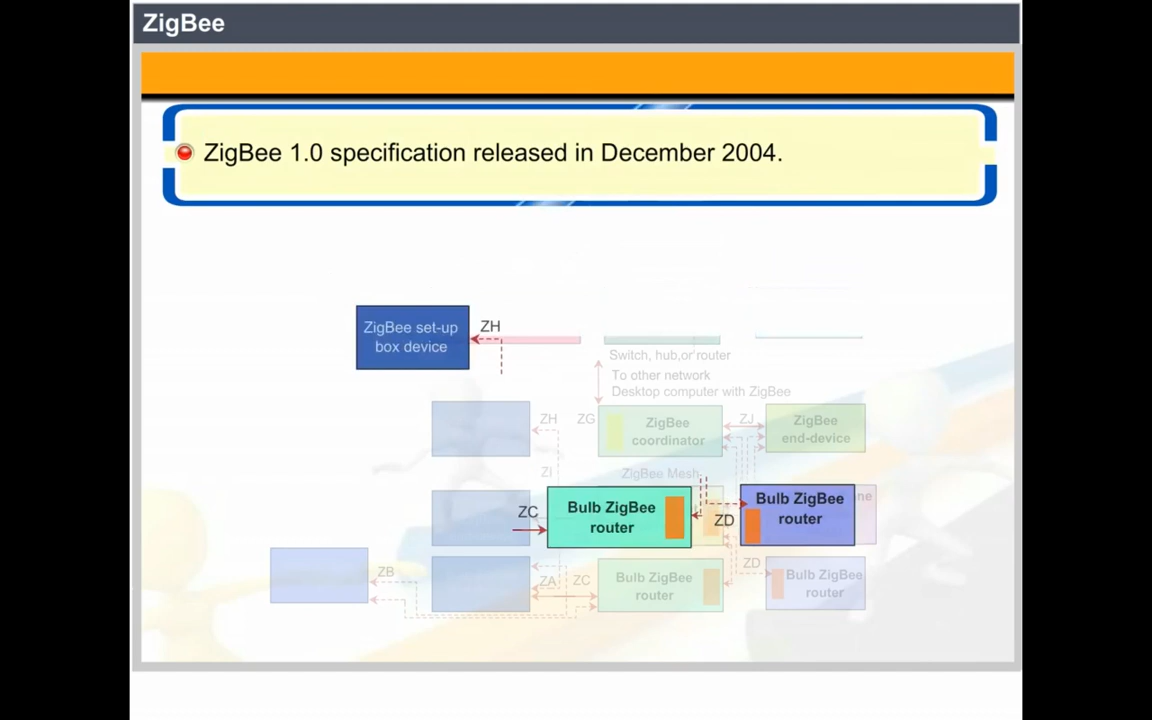 ZigBee
ZigBee 1.0 specification released in December 2004.
ZigBee set-up
box device
ZH
Switch, hub,or router
To other network
Desktop computer with ZigBee
ZH
ZG
ZigBee
coordinator
ZJ
ZigBee
end-device
ZI
ZigBee Mesh
ZC
Bulb ZigBee
router
ZD
Bulb ZigBee
router
ne
ZB
ZA
ZC
Bulb ZigBee
router
ZD
Bulb ZigBee
router